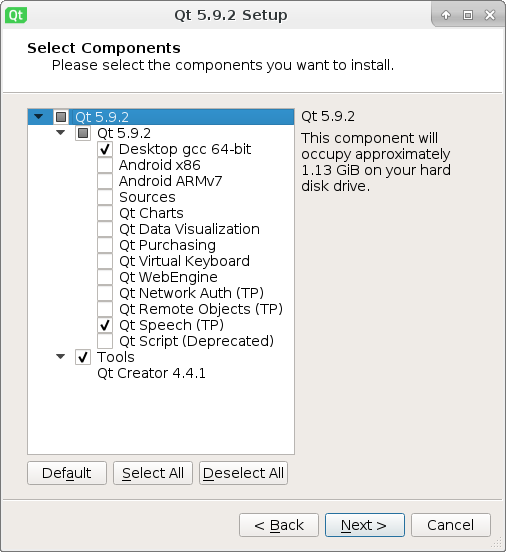 Qt
Qt 5.9.2 Setup
Select Components
Please select the components you want to install.
Qt 5.9.2
Qt 5.9.2
Desktop gcc 64-bit
Android x86
Android ARMv7
Sources
Qt Charts
Qt Data Visualization
Qt Purchasing
Qt Virtual Keyboard
Qt WebEngine
Qt Network Auth (TP)
Qt Remote Objects (TP)
Qt Speech (TP)
Qt Script (Deprecated)
Tools
Qt Creator 4.4.1
Qt 5.9.2
This component will
occupy approximately
1.13 GiB on your hard
disk drive.
Default
Select All
Deselect All
< Back
Next >
Cancel